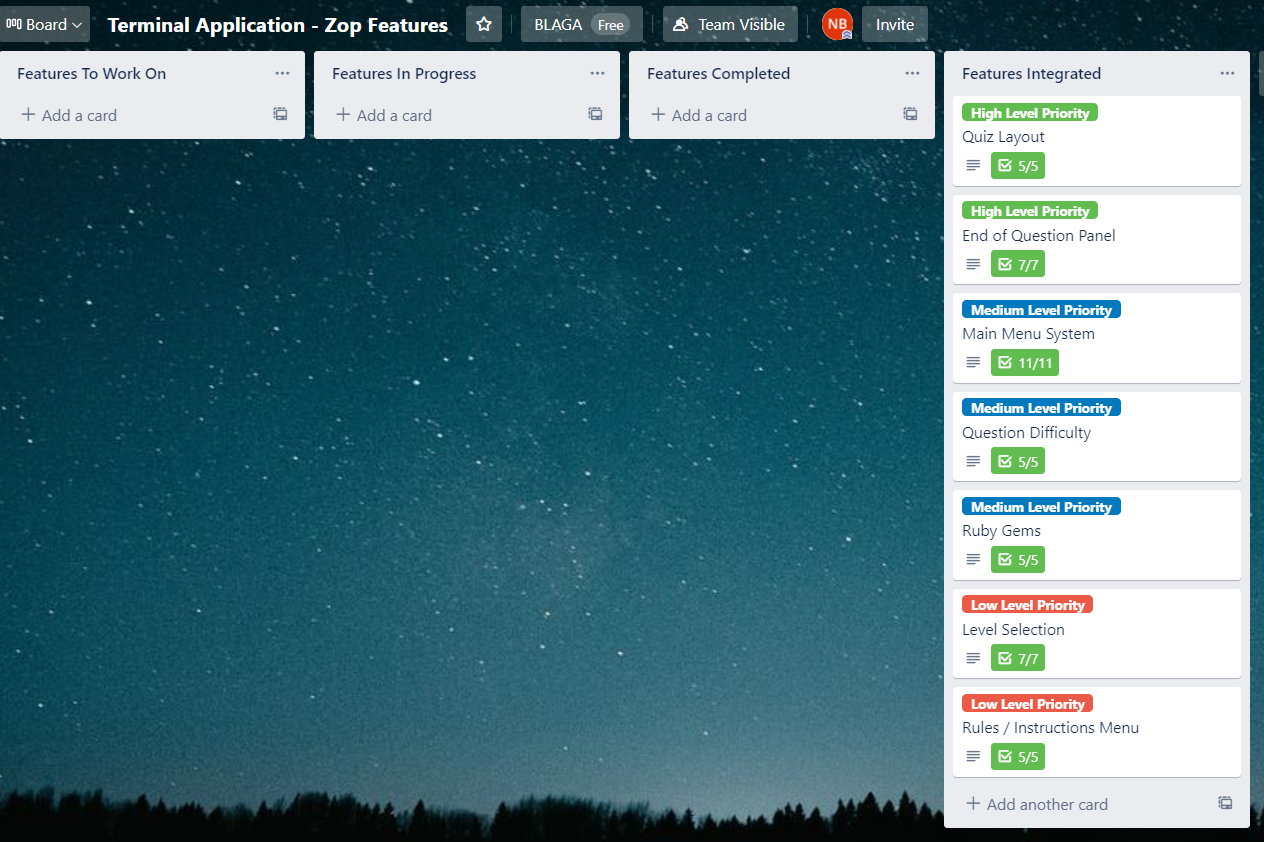 Board
Terminal Application - Zop Features
BLAGA Free
Team Visible
NB
Invite
Features To Work On
Add a card
Features In Progress
Add a card
Features Completed
Add a card
Features Integrated
High Level Priority
Quiz Layout
5/5
High Level Priority
End of Question Panel
7/7
Medium Level Priority
Main Menu System
11/11
Medium Level Priority
Question Difficulty
5/5
Medium Level Priority
Ruby Gems
5/5
Low Level Priority
Level Selection
7/7
Low Level Priority
Rules / Instructions Menu
5/5
Add another card